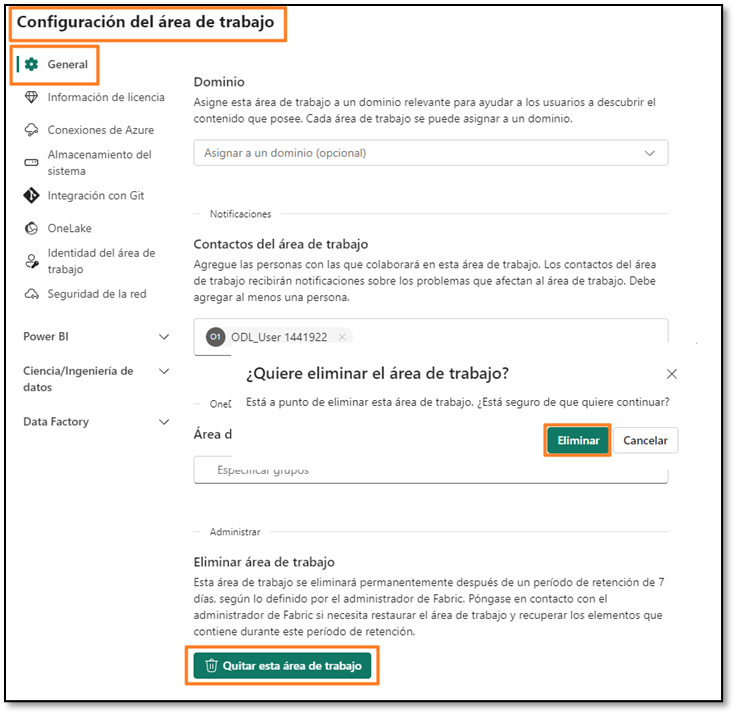 Configuración del área de trabajo
General
Información de licencia
Conexiones de Azure
Almacenamiento del
sistema
Integración con Git
OneLake
Identidad del área de
trabajo
Seguridad de la red
Power BI
Ciencia/Ingeniería de
datos
Data Factory
Dominio
Asigne esta área de trabajo a un dominio relevante para ayudar a los usuarios a descubrir el
contenido que posee. Cada área de trabajo se puede asignar a un dominio.
Asignar a un dominio (opcional)
Notificaciones
Contactos del área de trabajo
Agregue las personas con las que colaborará en esta área de trabajo. Los contactos del área
de trabajo recibirán notificaciones sobre los problemas que afectan al área de trabajo. Debe
agregar al menos una persona.
O1 ODL_User 1441922
¿Quiere eliminar el área de trabajo?
Está a punto de eliminar esta área de trabajo. ¿Está seguro de que quiere continuar?
Eliminar Cancelar
OneD
Área d
Especificar grupos
Administrar
Eliminar área de trabajo
Esta área de trabajo se eliminará permanentemente después de un período de retención de 7
días, según lo definido por el administrador de Fabric. Póngase en contacto con el
administrador de Fabric si necesita restaurar el área de trabajo y recuperar los elementos que
contiene durante este período de retención.
Quitar esta área de trabajo